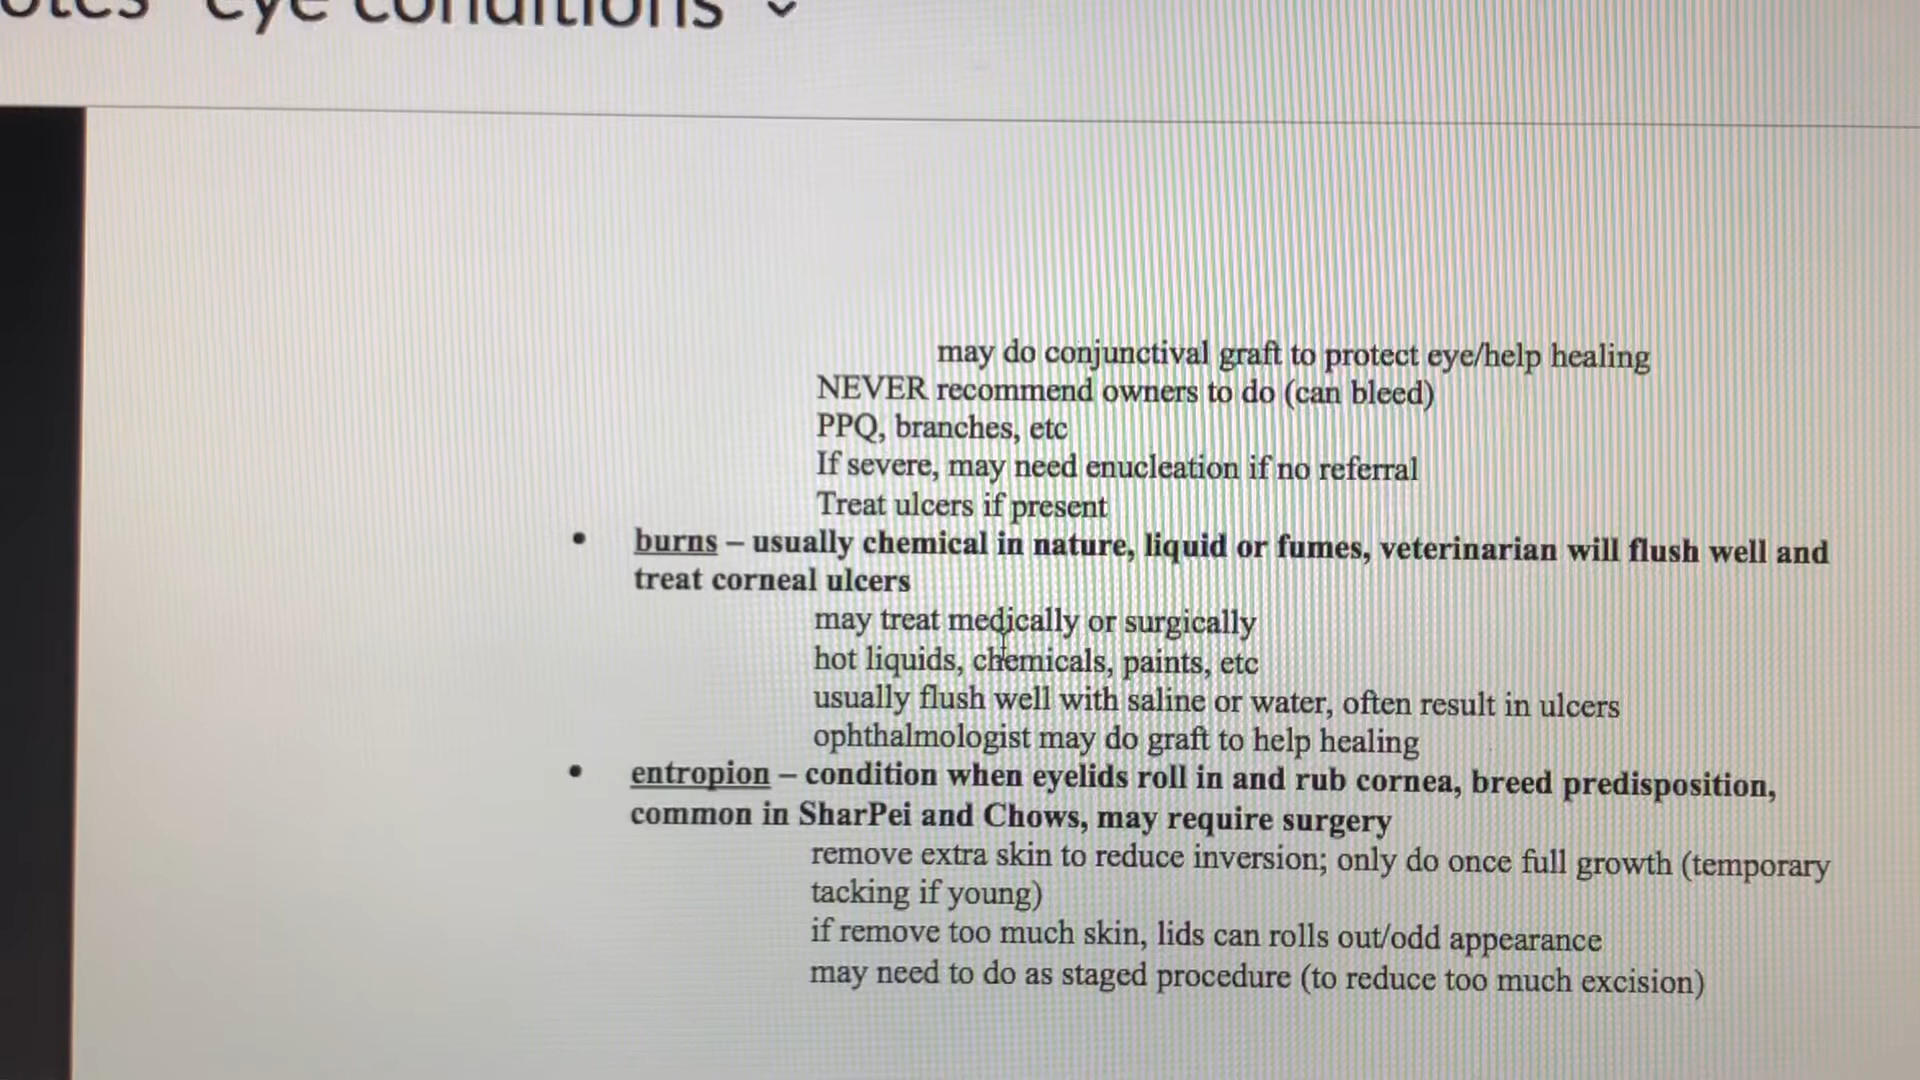 eye conditions
may do conjunctival graft to protect eye/help healing
NEVER recommend owners to do (can bleed)
PPQ, branches, etc
If severe, may need enucleation if no referral
Treat ulcers if present
• burns – usually chemical in nature, liquid or fumes, veterinarian will flush well and
treat corneal ulcers
may treat medically or surgically
hot liquids, chemicals, paints, etc
usually flush well with saline or water, often result in ulcers
ophthalmologist may do graft to help healing
• entropion – condition when eyelids roll in and rub cornea, breed predisposition,
common in SharPei and Chows, may require surgery
remove extra skin to reduce inversion; only do once full growth (temporary
tacking if young)
if remove too much skin, lids can rolls out/odd appearance
may need to do as staged procedure (to reduce too much excision)